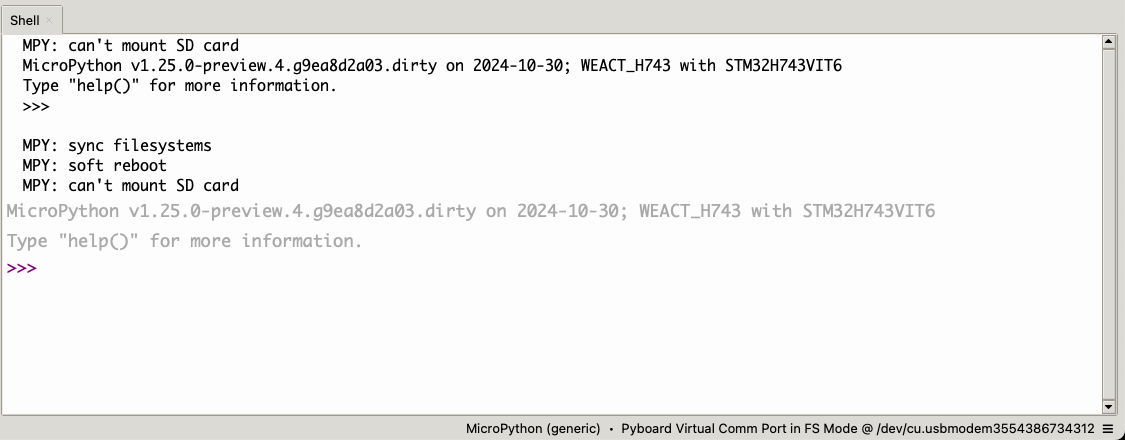 Shell ×
MPY: can't mount SD card
MicroPython v1.25.0-preview.4.g9ea8d2a03.dirty on 2024-10-30; WEACT_H743 with STM32H743VIT6
Type "help()" for more information.
>>>
MPY: sync filesystems
MPY: soft reboot
MPY: can't mount SD card
MicroPython v1.25.0-preview.4.g9ea8d2a03.dirty on 2024-10-30; WEACT_H743 with STM32H743VIT6
Type "help()" for more information.
>>>
MicroPython (generic) • Pyboard Virtual Comm Port in FS Mode @ /dev/cu.usbmodem3554386734312 ≡